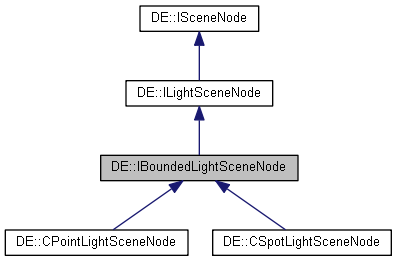 DE::ISceneNode
DE::ILightSceneNode
DE::IBoundedLightSceneNode
DE::CPointLightSceneNode
DE::CSpotLightSceneNode